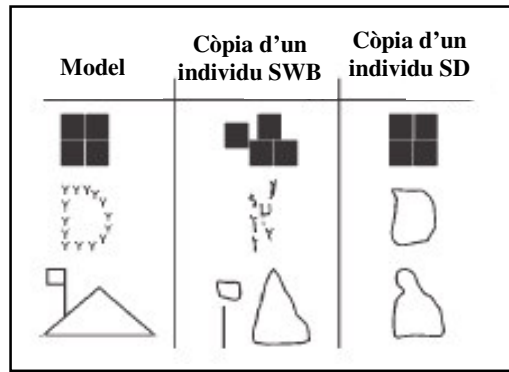 Model
Còpia d'un
individu SWB
Còpia d'un
individu SD
Y Y Y Y Y Y Y Y Y Y Y Y Y Y